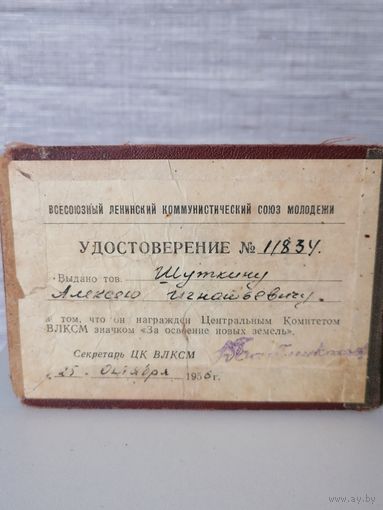 ВСЕСОЮЗНЫЙ ЛЕНИНСКИЙ КОММУНИСТИЧЕСКИЙ СОЮЗ МОЛОДЕЖИ
УДОСТОВЕРЕНИЕ № 11834.
Выдано тов. Шуткину
Алексею Игнатьевичу
в том, что он награжден Центральным Комитетом
ВЛКСМ значком «За освоение новых земель».
Секретарь ЦК ВЛКСМ
25. Октября 1956 г.
www.ay.by